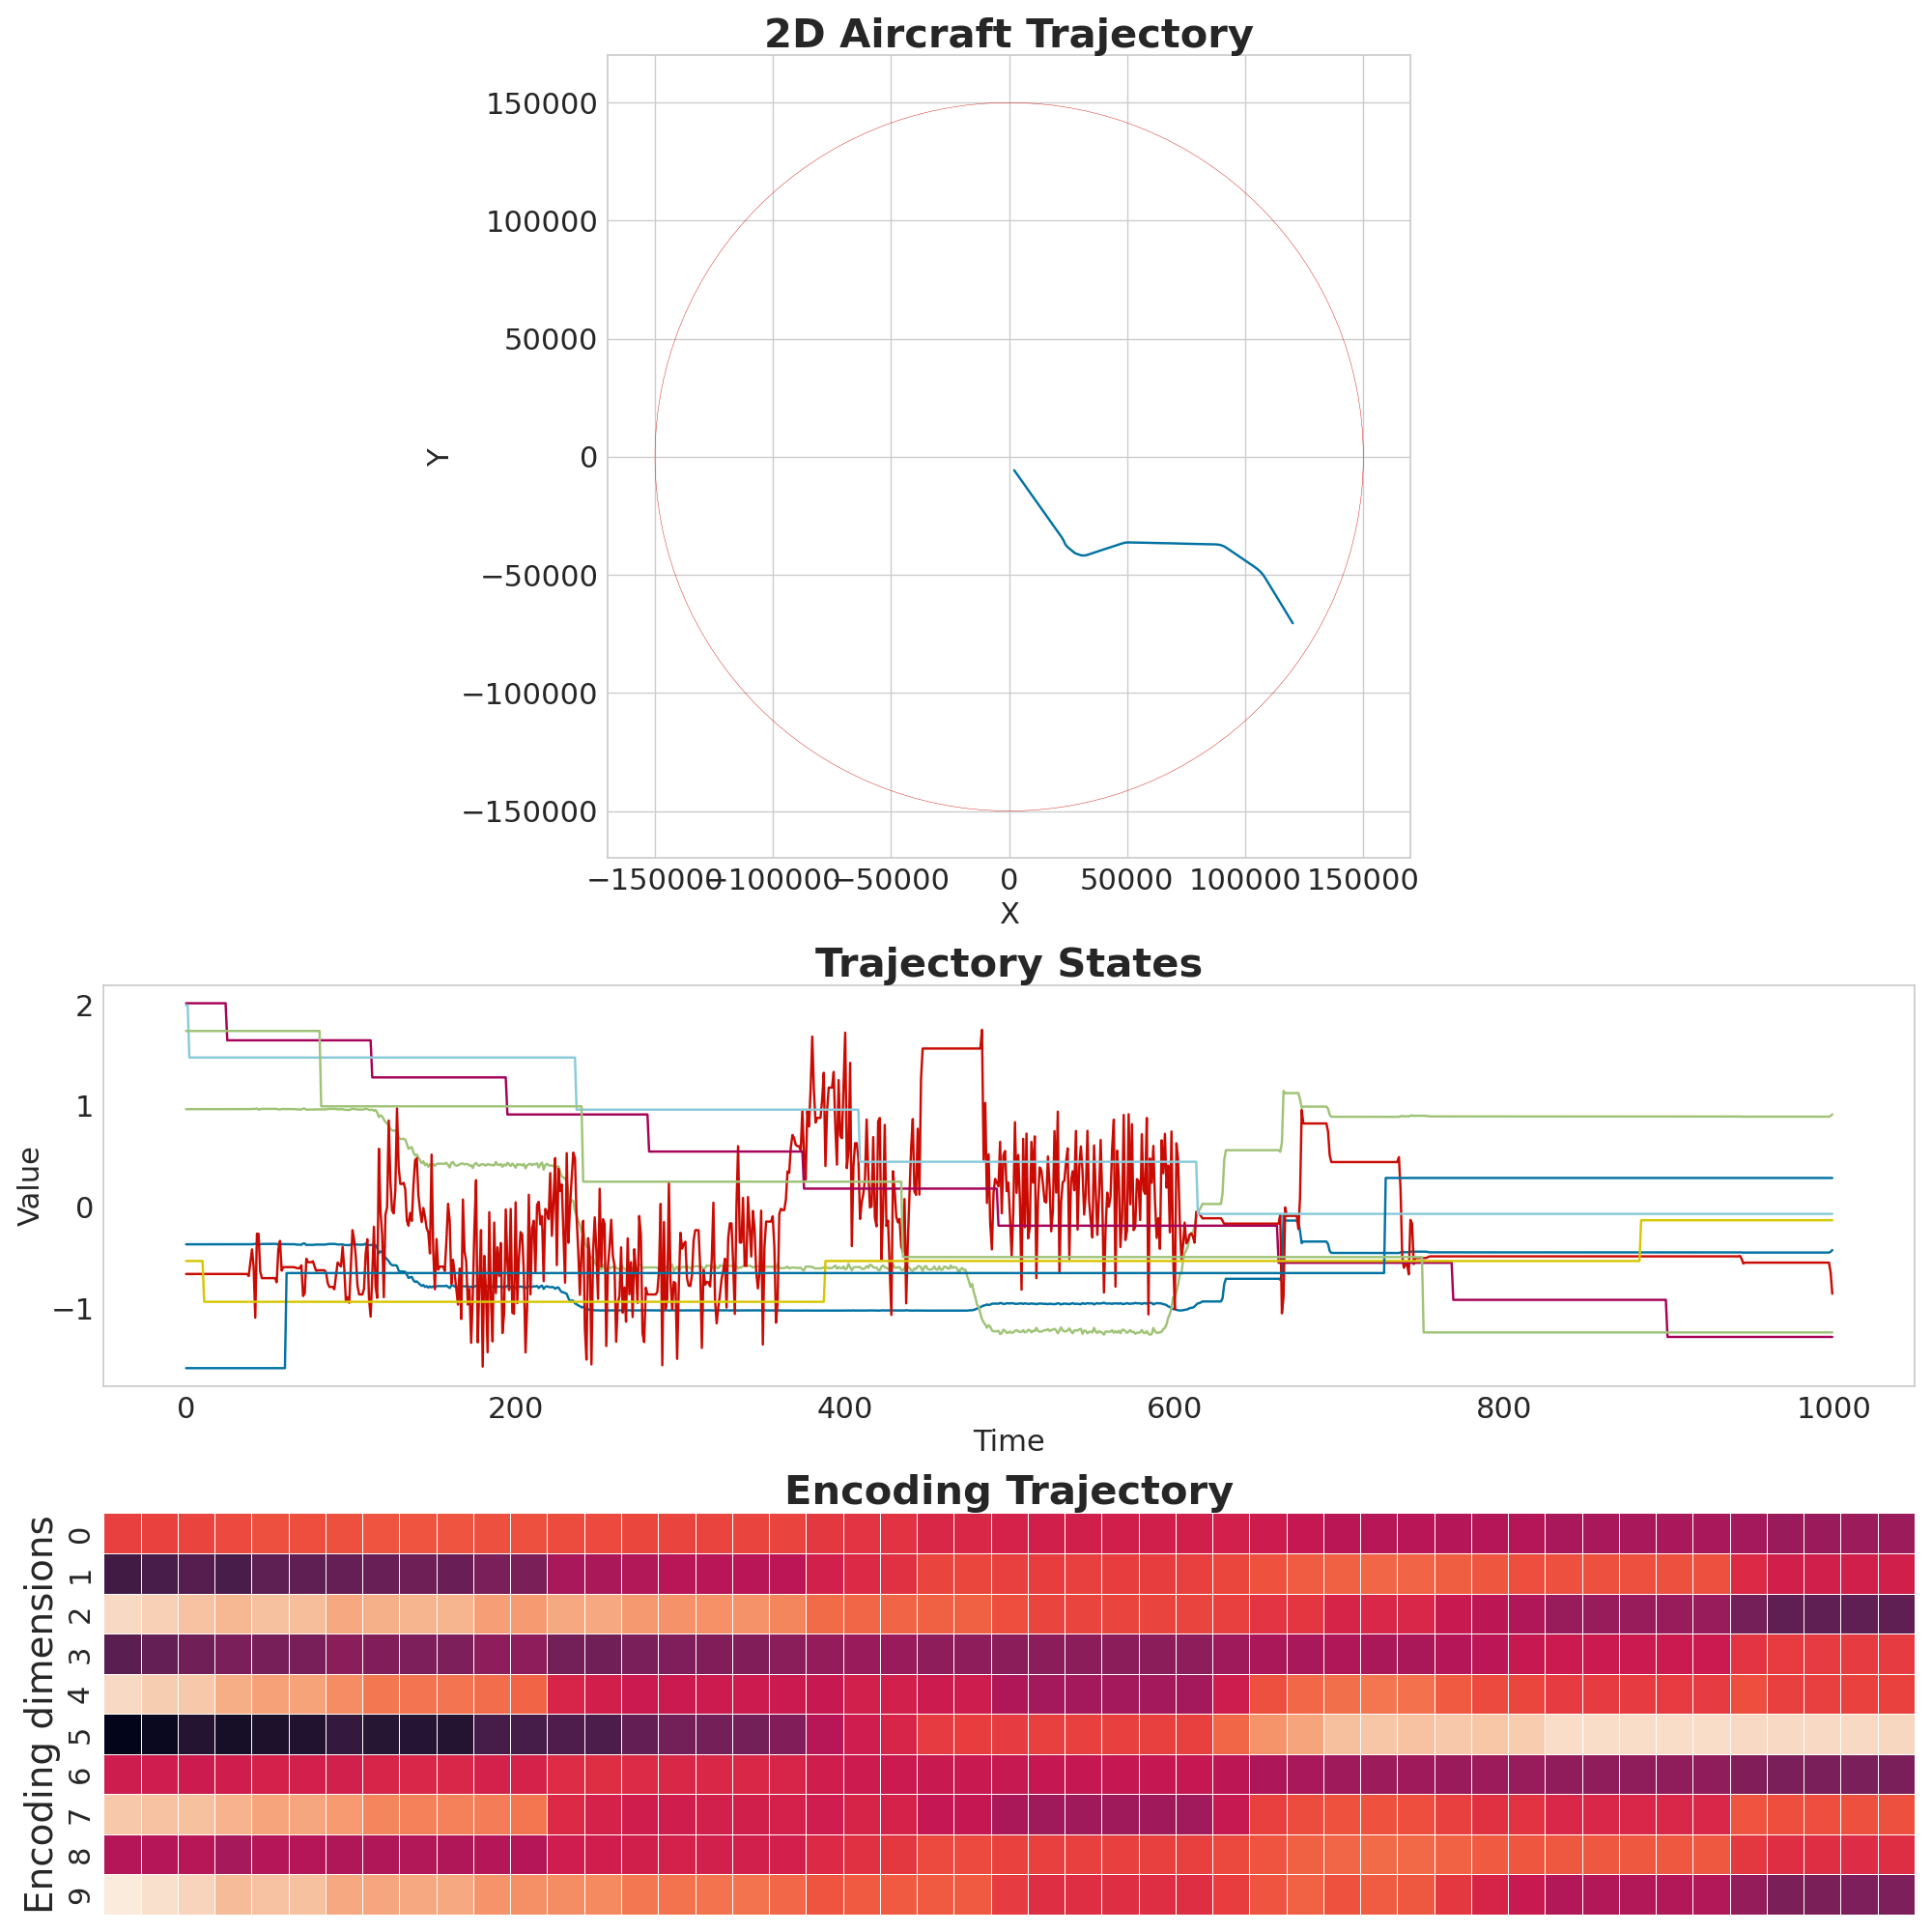 2D Aircraft Trajectory
150000
100000
50000
0
−50000
−100000
−150000
Y
−150000 −100000 −50000 0 50000 100000 150000
X
Trajectory States
2
1
0
−1
Value
0 200 400 600 800 1000
Time
Encoding Trajectory
Encoding dimensions
0
1
2
3
4
5
6
7
8
9